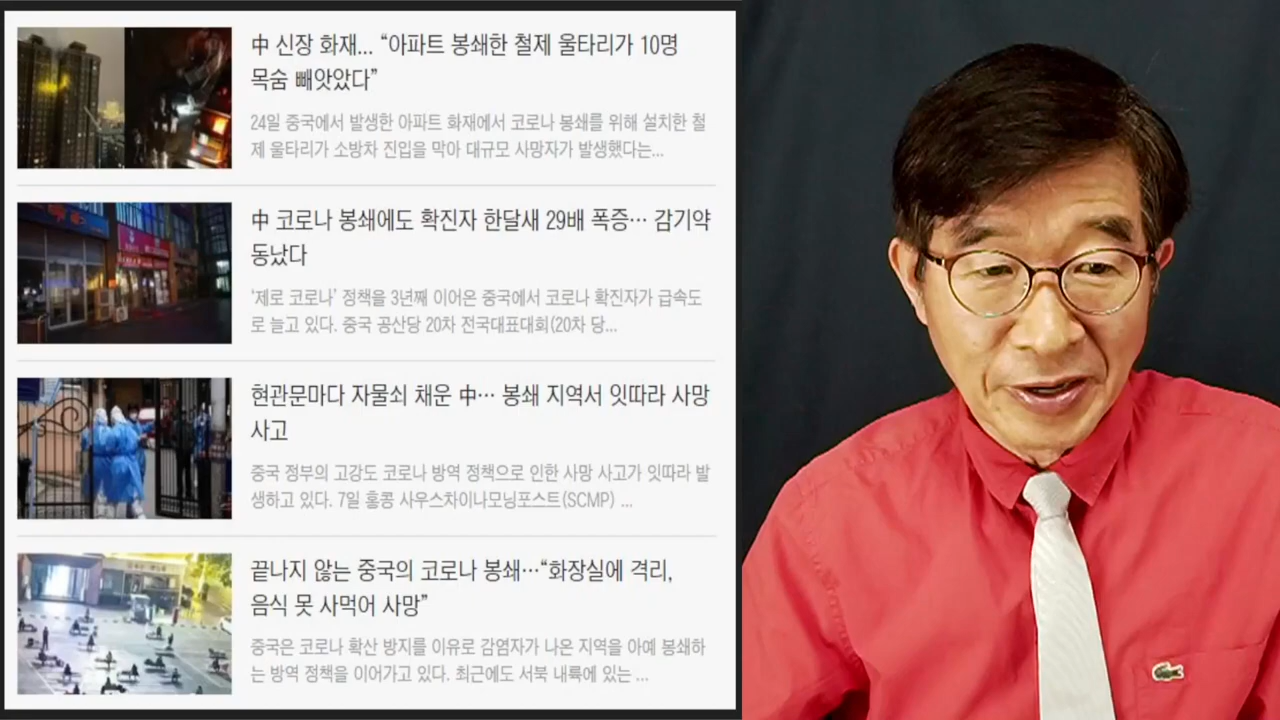 中 신장 화재... “아파트 봉쇄한 철제 울타리가 10명
목숨 빼앗았다”
24일 중국에서 발생한 아파트 화재에서 코로나 봉쇄를 위해 설치한 철
제 울타리가 소방차 진입을 막아 대규모 사망자가 발생했다는...
中 코로나 봉쇄에도 확진자 한달새 29배 폭증… 감기약
동났다
‘제로 코로나’ 정책을 3년째 이어온 중국에서 코로나 확진자가 급속도
로 늘고 있다. 중국 공산당 20차 전국대표대회(20차 당...
현관문마다 자물쇠 채운 中… 봉쇄 지역서 잇따라 사망
사고
중국 정부의 고강도 코로나 방역 정책으로 인한 사망 사고가 잇따라 발
생하고 있다. 7일 홍콩 사우스차이나모닝포스트(SCMP) ...
끝나지 않는 중국의 코로나 봉쇄…“화장실에 격리,
음식 못 사먹어 사망”
중국은 코로나 확산 방지를 이유로 감염자가 나온 지역을 아예 봉쇄하
는 방역 정책을 이어가고 있다. 최근에도 서북 내륙에 있는 ...